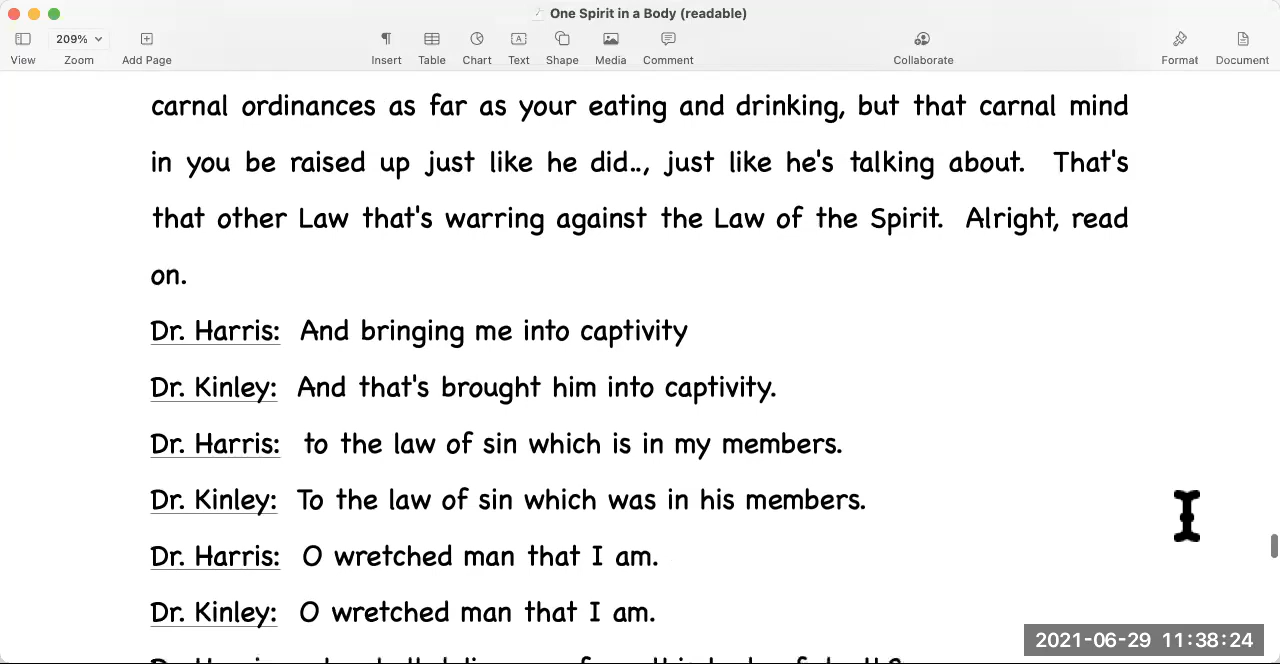 One Spirit in a Body (readable)
209%
View Zoom Add Page Insert Table Chart Text Shape Media Comment Collaborate Format Document
carnal ordinances as far as your eating and drinking, but that carnal mind
in you be raised up just like he did.., just like he's talking about. That's
that other Law that's warring against the Law of the Spirit. Alright, read
on.
Dr. Harris: And bringing me into captivity
Dr. Kinley: And that's brought him into captivity.
Dr. Harris: to the law of sin which is in my members.
Dr. Kinley: To the law of sin which was in his members.
Dr. Harris: O wretched man that I am.
Dr. Kinley: O wretched man that I am.
2021-06-29 11:38:24